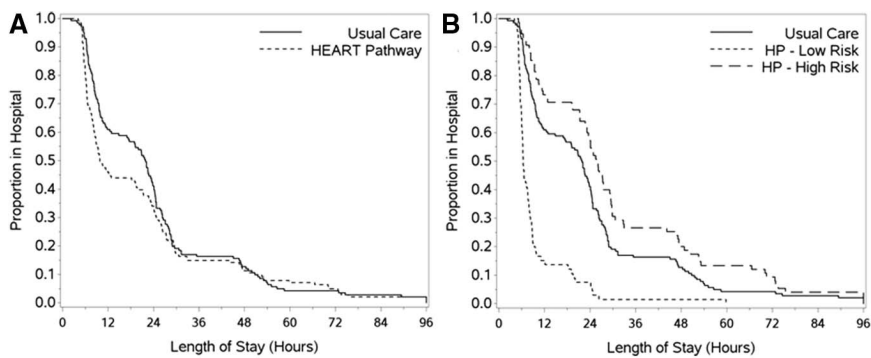 A
Usual Care
HEART Pathway
Proportion in Hospital
1.0
0.9
0.8
0.7
0.6
0.5
0.4
0.3
0.2
0.1
0.0
0 12 24 36 48 60 72 84 96
Length of Stay (Hours)
B
Usual Care
HP - Low Risk
HP - High Risk
Proportion in Hospital
1.0
0.9
0.8
0.7
0.6
0.5
0.4
0.3
0.2
0.1
0.0
0 12 24 36 48 60 72 84 96
Length of Stay (Hours)